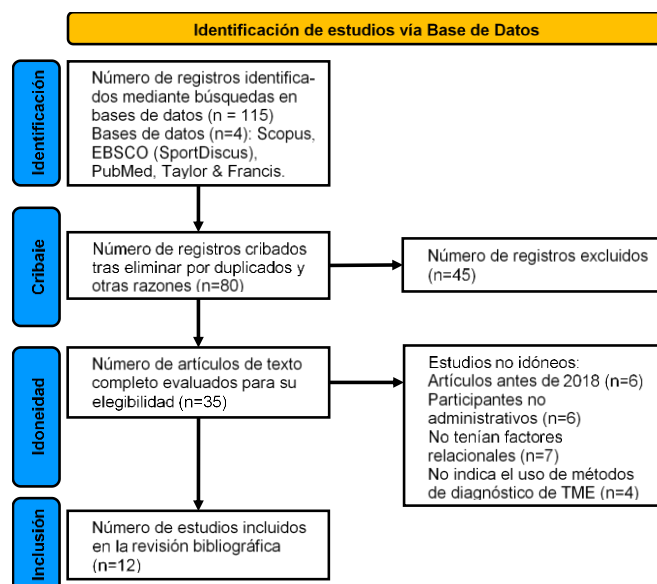 Identificación de estudios vía Base de Datos
Identificación
Número de registros identifica-
dos mediante búsquedas en
bases de datos (n = 115)
Bases de datos (n=4): Scopus,
EBSCO (SportDiscus),
PubMed, Taylor & Francis.
Cribaje
Número de registros cribados
tras eliminar por duplicados y
otras razones (n=80)
Número de registros excluidos
(n=45)
Idoneidad
Número de artículos de texto
completo evaluados para su
elegibilidad (n=35)
Estudios no idóneos:
Artículos antes de 2018 (n=6)
Participantes no
administrativos (n=6)
No tenían factores
relacionales (n=7)
No indica el uso de métodos
de diagnóstico de TME (n=4)
Inclusión
Número de estudios incluidos
en la revisión bibliográfica
(n=12)